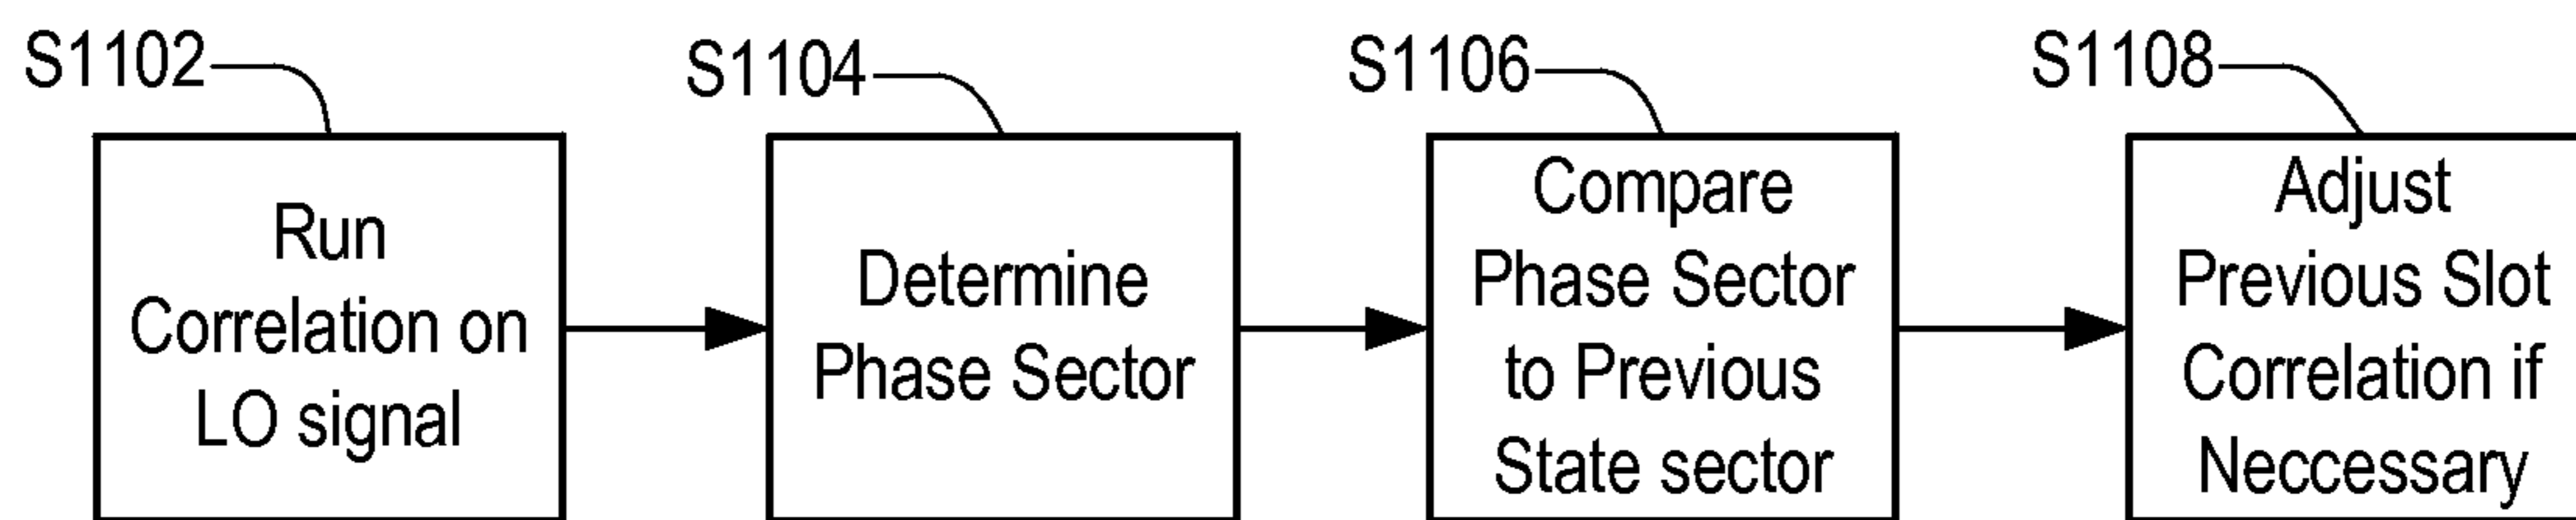 S1102
S1104
S1106
S1108
Run
Correlation on
LO signal
Determine
Phase Sector
Compare
Phase Sector
to Previous
State sector
Adjust
Previous Slot
Correlation if
Neccessary